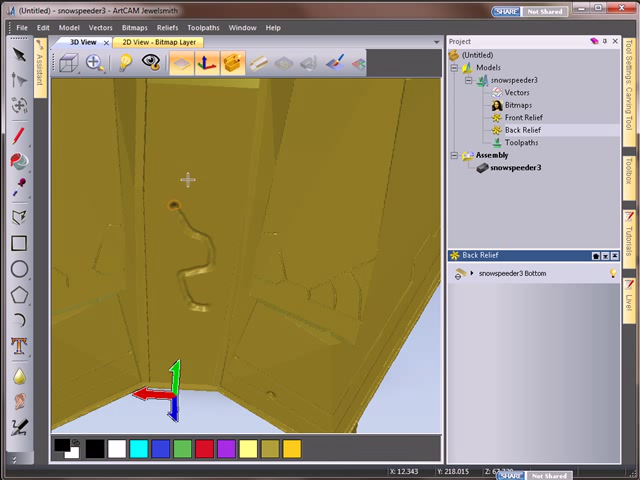 (Untitled) - snowspeeder3 - ArtCAM Jewelsmith
SHARE Not Shared
File Edit Model Vectors Bitmaps Reliefs Toolpaths Window Help
3D View
2D View - Bitmap Layer
Assistant
Project
(Untitled)
Models
snowspeeder3
Vectors
Bitmaps
Front Relief
Back Relief
Toolpaths
Assembly
snowspeeder3
Back Relief
snowspeeder3 Bottom
Tool Settings: Carving Tool
Toolbox
Tutorials
Live!
X: 12.343 Y: 218.015
SHARE Not Shared